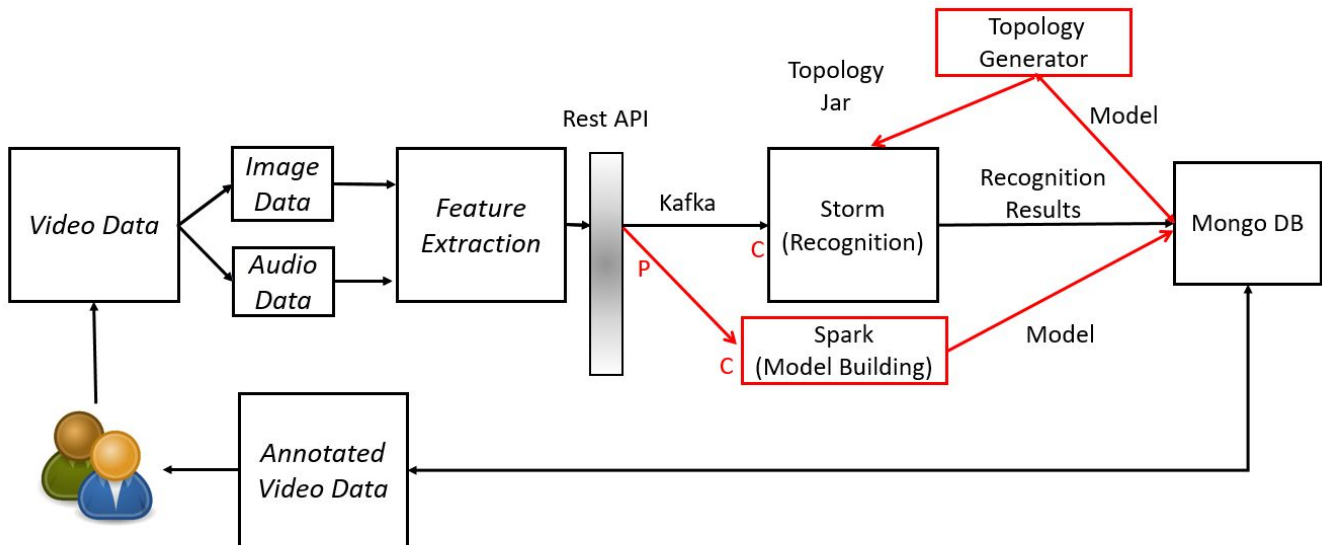 Topology
Generator
Topology
Jar
Model
Rest API
Video Data
Image
Data
Audio
Data
Feature
Extraction
Kafka
P
C
Storm
(Recognition)
Recognition
Results
Mongo DB
C
Spark
(Model Building)
Model
Annotated
Video Data